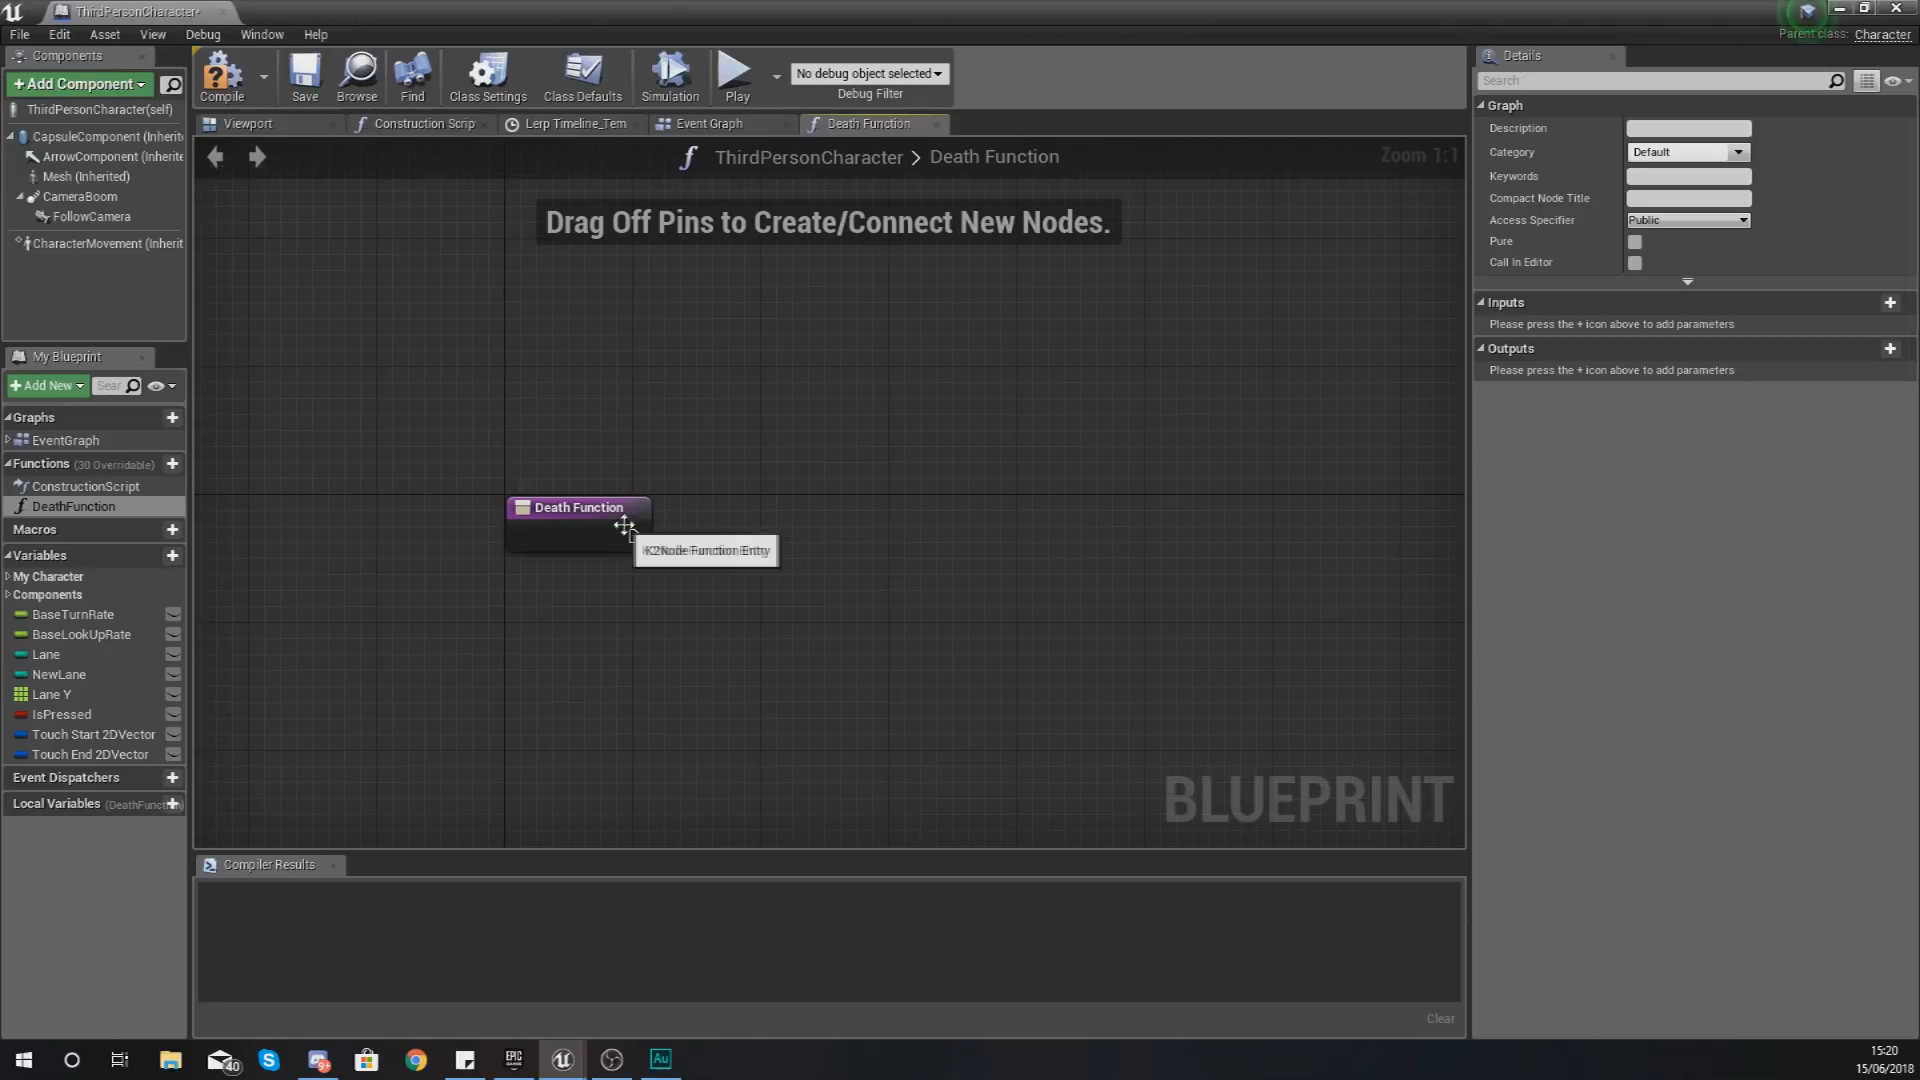 ThirdPersonCharacter*
File Edit Asset View Debug Window Help
Parent class: Character
Components
+Add Component
ThirdPersonCharacter(self)
CapsuleComponent (Inherite
ArrowComponent (Inherite
Mesh (Inherited)
CameraBoom
FollowCamera
CharacterMovement (Inherit
Compile
Save
Browse
Find
Class Settings
Class Defaults
Simulation
Play
No debug object selected
Debug Filter
Viewport
Construction Scrip
Lerp Timeline_Tem
Event Graph
Death Function
ThirdPersonCharacter > Death Function
Zoom 1:1
Drag Off Pins to Create/Connect New Nodes.
Death Function
K2Node Function Entry
BLUEPRINT
My Blueprint
+Add New
Sear
Graphs
EventGraph
Functions (30 Overridable)
ConstructionScript
DeathFunction
Macros
Variables
My Character
Components
BaseTurnRate
BaseLookUpRate
Lane
NewLane
Lane Y
IsPressed
Touch Start 2DVector
Touch End 2DVector
Event Dispatchers
Local Variables (DeathFunction)
Compiler Results
Clear
Details
Search
Graph
Description
Category Default
Keywords
Compact Node Title
Access Specifier Public
Pure
Call In Editor
Inputs
Please press the + icon above to add parameters
Outputs
Please press the + icon above to add parameters
40
9+
EPIC
Au
15:20
15/06/2018